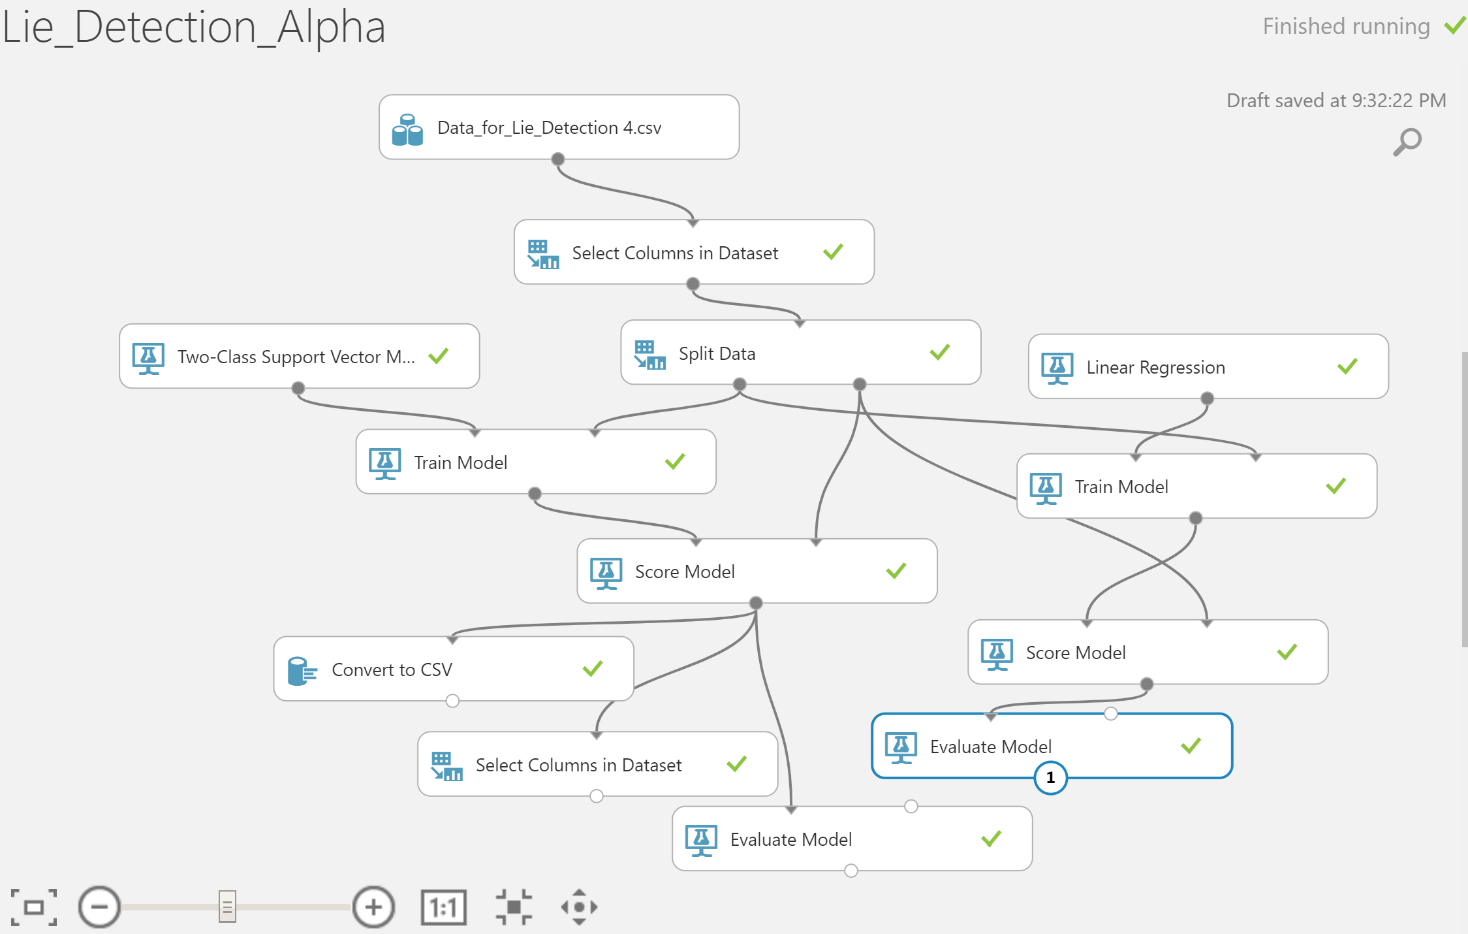 Lie_Detection_Alpha
Finished running
Draft saved at 9:32:22 PM
Data_for_Lie_Detection 4.csv
Select Columns in Dataset
Two-Class Support Vector M...
Split Data
Linear Regression
Train Model
Train Model
Score Model
Score Model
Convert to CSV
Select Columns in Dataset
Evaluate Model
1
Evaluate Model
1:1